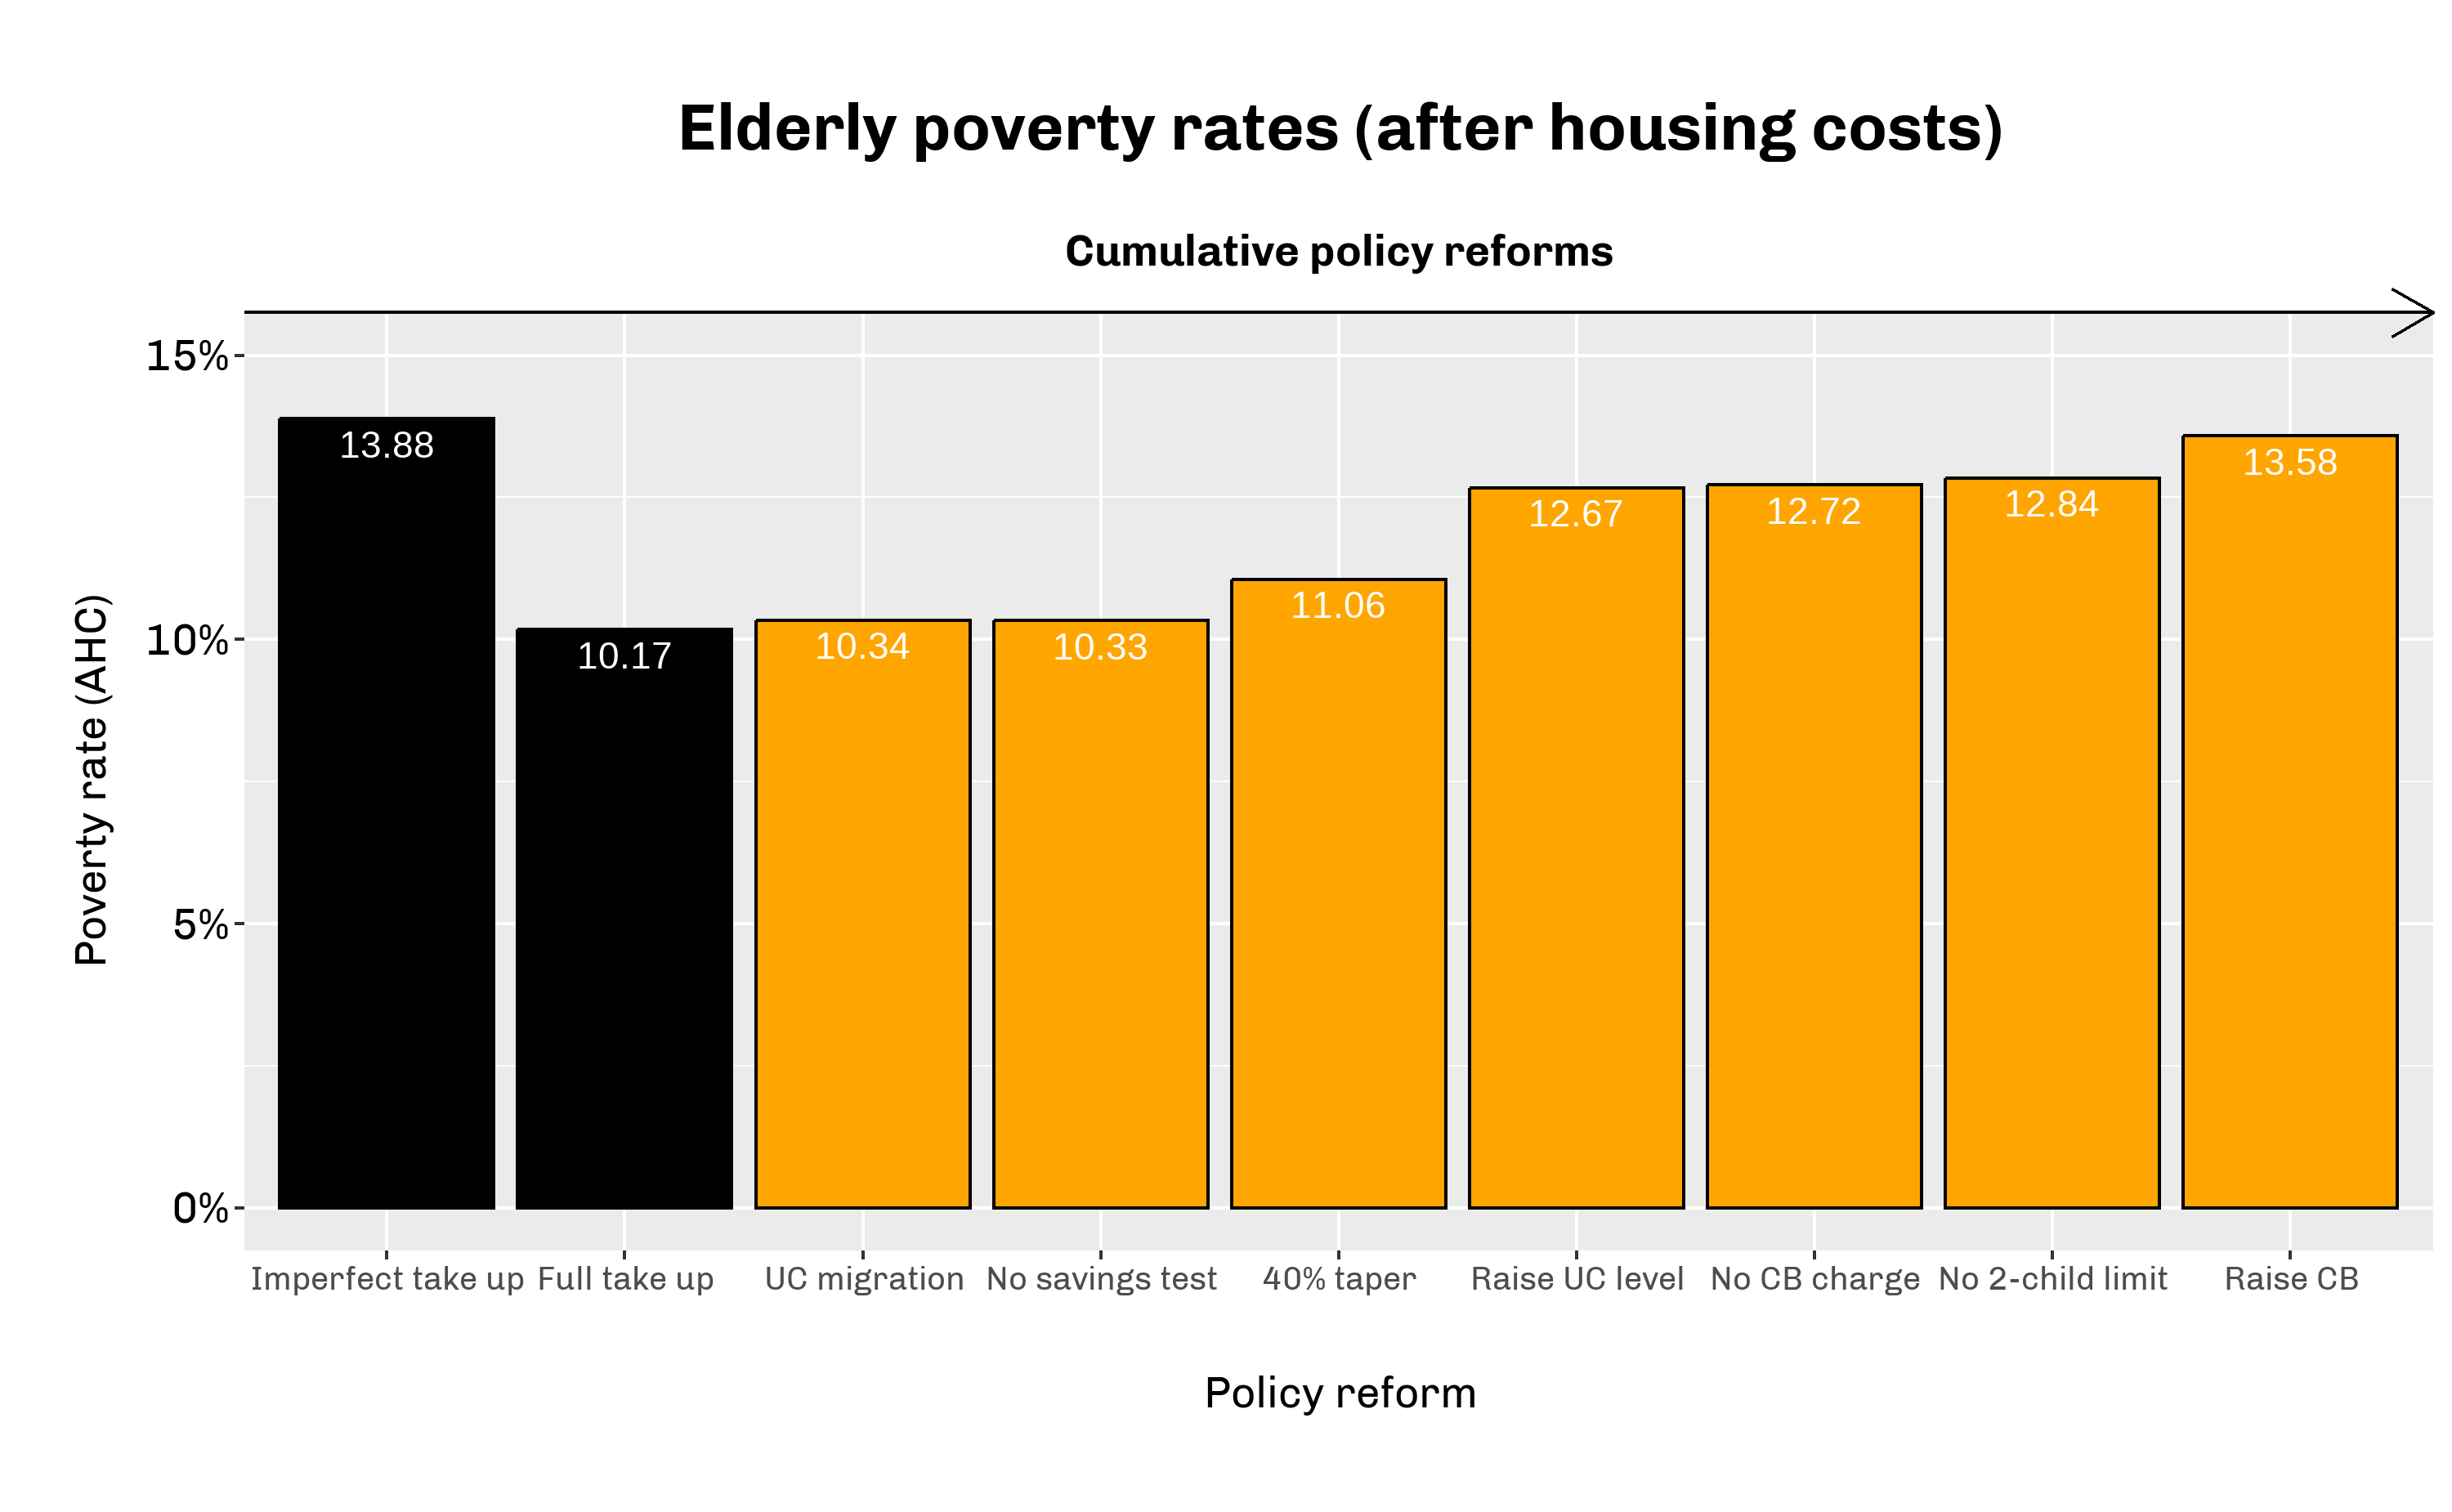 Elderly poverty rates (after housing costs)
Cumulative policy reforms
Poverty rate (AHC)
15%
10%
5%
0%
13.88
10.17
10.34
10.33
11.06
12.67
12.72
12.84
13.58
Imperfect take up
Full take up
UC migration
No savings test
40% taper
Raise UC level
No CB charge
No 2-child limit
Raise CB
Policy reform